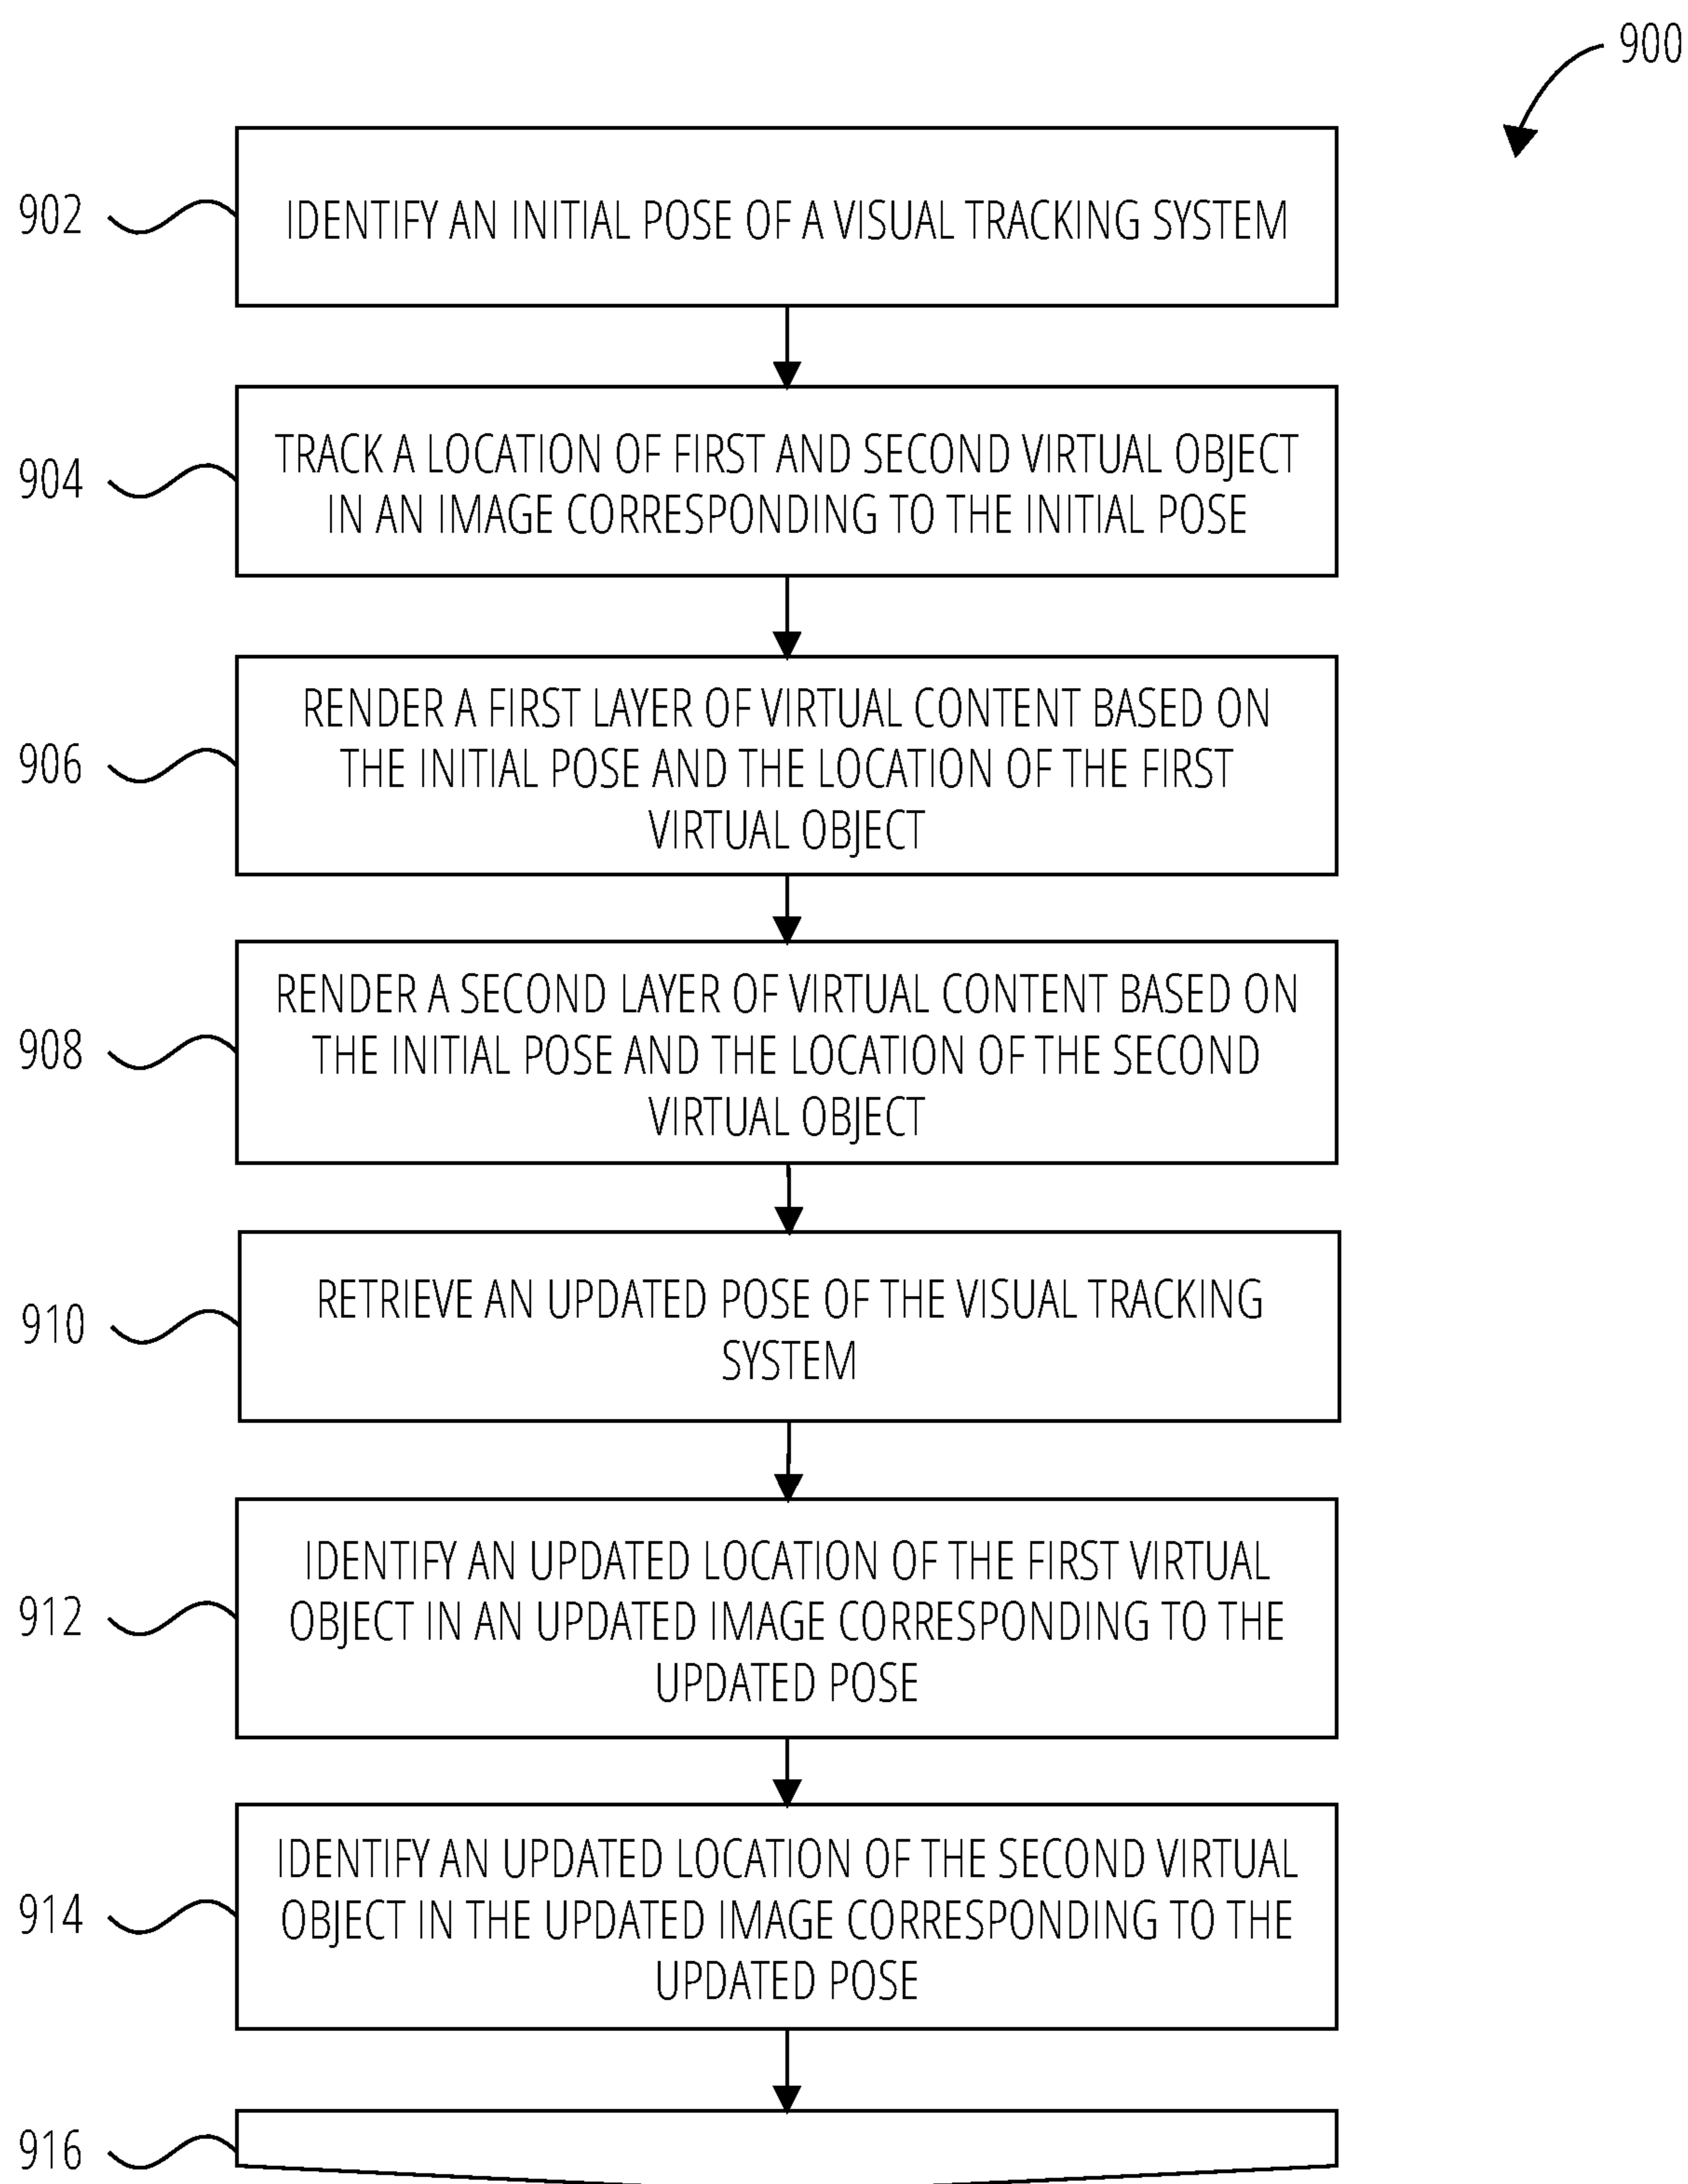 900
902
IDENTIFY AN INITIAL POSE OF A VISUAL TRACKING SYSTEM
904
TRACK A LOCATION OF FIRST AND SECOND VIRTUAL OBJECT
IN AN IMAGE CORRESPONDING TO THE INITIAL POSE
906
RENDER A FIRST LAYER OF VIRTUAL CONTENT BASED ON
THE INITIAL POSE AND THE LOCATION OF THE FIRST
VIRTUAL OBJECT
908
RENDER A SECOND LAYER OF VIRTUAL CONTENT BASED ON
THE INITIAL POSE AND THE LOCATION OF THE SECOND
VIRTUAL OBJECT
910
RETRIEVE AN UPDATED POSE OF THE VISUAL TRACKING
SYSTEM
912
IDENTIFY AN UPDATED LOCATION OF THE FIRST VIRTUAL
OBJECT IN AN UPDATED IMAGE CORRESPONDING TO THE
UPDATED POSE
914
IDENTIFY AN UPDATED LOCATION OF THE SECOND VIRTUAL
OBJECT IN THE UPDATED IMAGE CORRESPONDING TO THE
UPDATED POSE
916